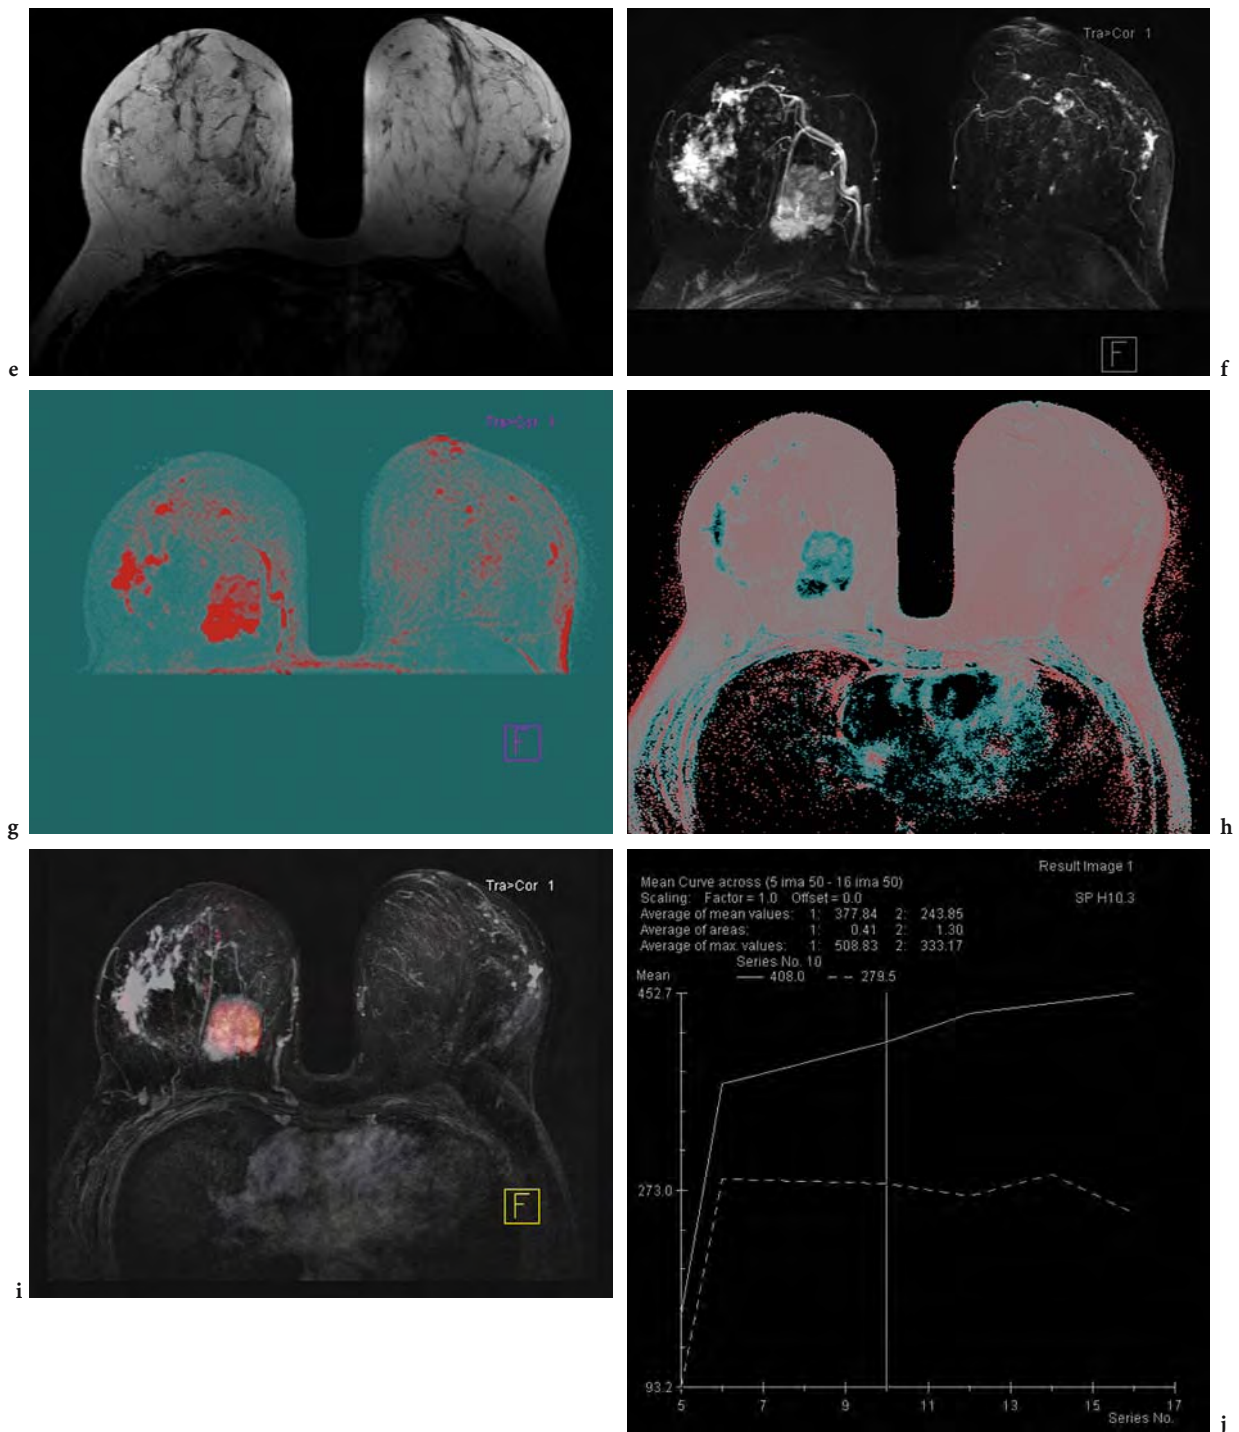 Tra>Cor 1
F
e
f
Tra>Cor 1
F
g
h
Tra>Cor 1
F
i
Result Image 1
Mean Curve across (5 ima 50 - 16 ima 50)
Scaling: Factor = 1.0 Offset = 0.0
SP H10.3
Average of mean values: 1: 377.84 2: 243.85
Average of areas: 1: 0.41 2: 1.30
Average of max. values: 1: 508.83 2: 333.17
Series No. 10
Mean —— 408.0 – – 279.5
452.7
273.0
93.2
5 7 9 11 13 15 17
Series No.
j